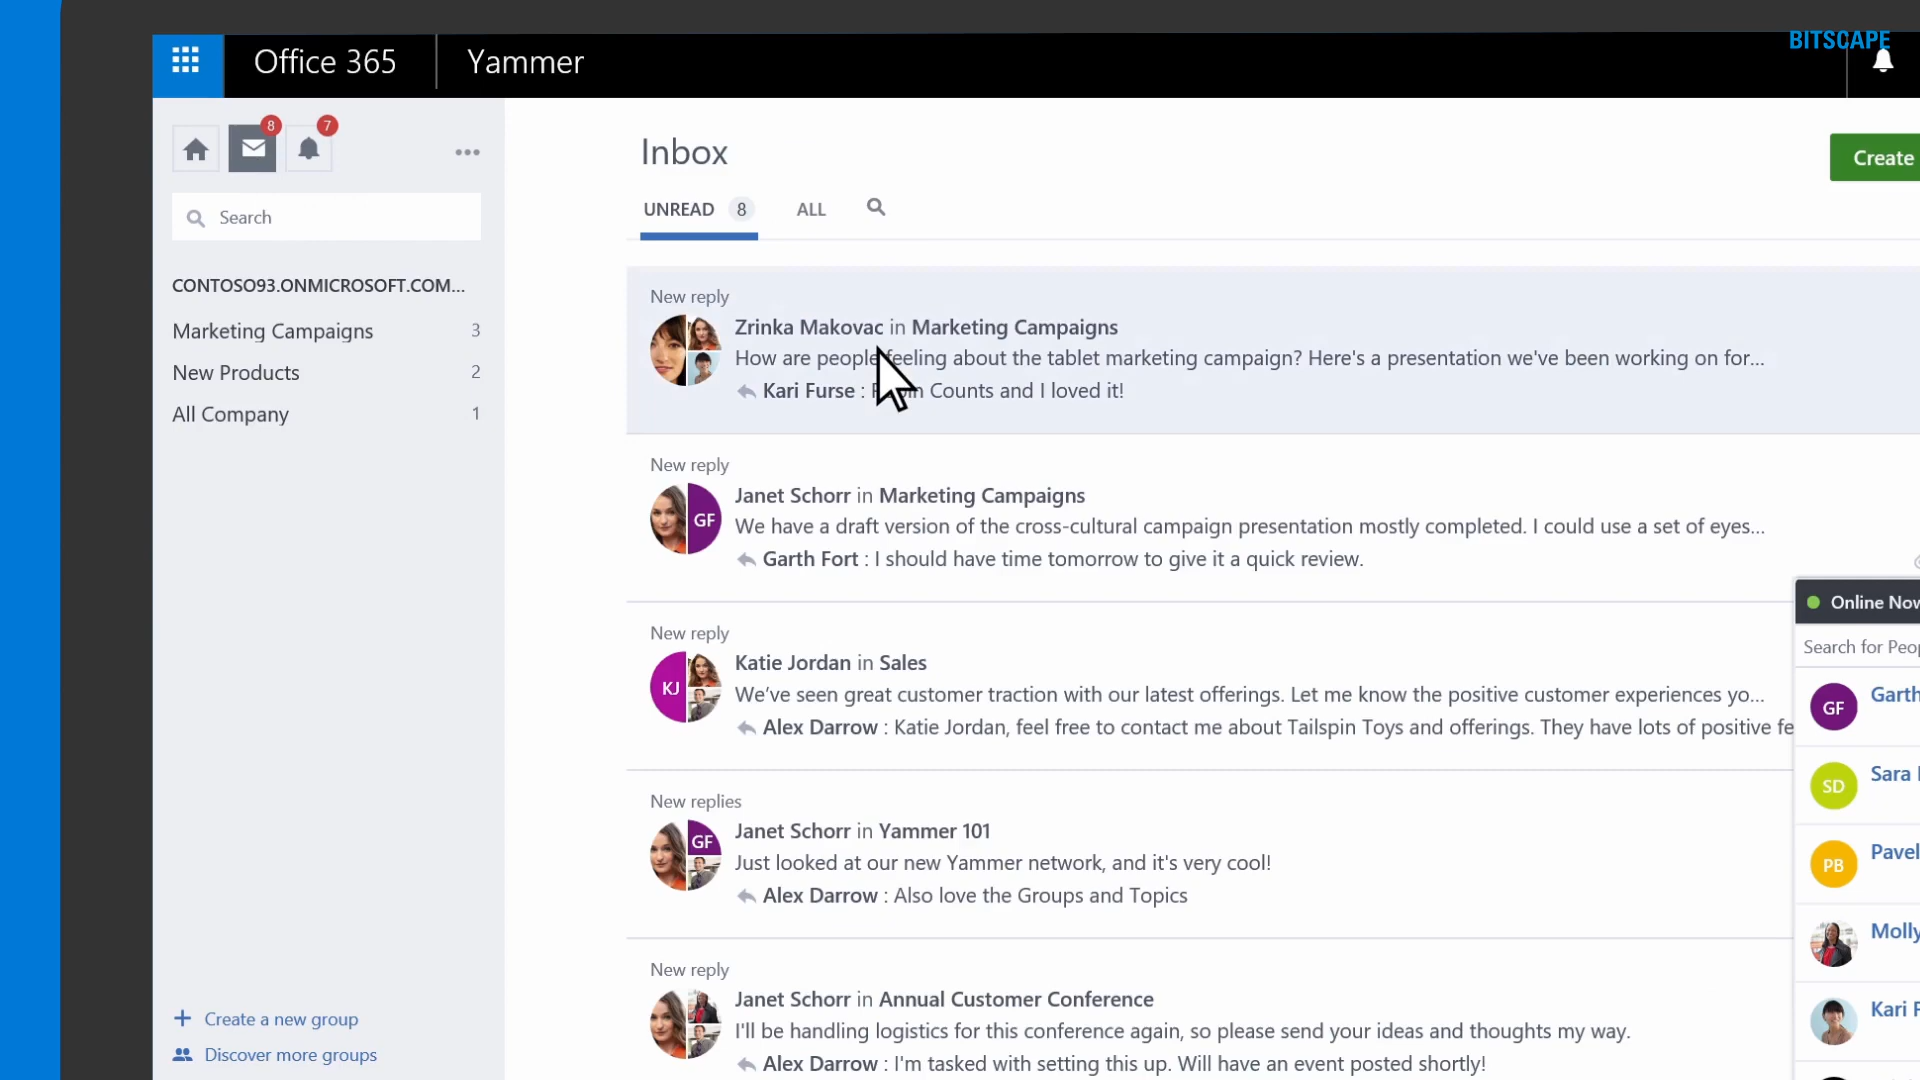 BITSCAPE
Office 365
Yammer
8
7
Search
CONTOSO93.ONMICROSOFT.COM...
Marketing Campaigns 3
New Products 2
All Company 1
Create a new group
Discover more groups
Inbox
Create
UNREAD 8 ALL
New reply
Zrinka Makovac in Marketing Campaigns
How are people feeling about the tablet marketing campaign? Here's a presentation we've been working on for...
Kari Furse : Counts and I loved it!
New reply
Janet Schorr in Marketing Campaigns
GF
We have a draft version of the cross-cultural campaign presentation mostly completed. I could use a set of eyes...
Garth Fort : I should have time tomorrow to give it a quick review.
New reply
Katie Jordan in Sales
KJ
We've seen great customer traction with our latest offerings. Let me know the positive customer experiences yo...
Alex Darrow : Katie Jordan, feel free to contact me about Tailspin Toys and offerings. They have lots of positive fe
New replies
Janet Schorr in Yammer 101
GF
Just looked at our new Yammer network, and it's very cool!
Alex Darrow : Also love the Groups and Topics
New reply
Janet Schorr in Annual Customer Conference
I'll be handling logistics for this conference again, so please send your ideas and thoughts my way.
Alex Darrow : I'm tasked with setting this up. Will have an event posted shortly!
Online Now
Search for Peop
GF Garth
SD Sara
PB Pavel
Molly
Kari F